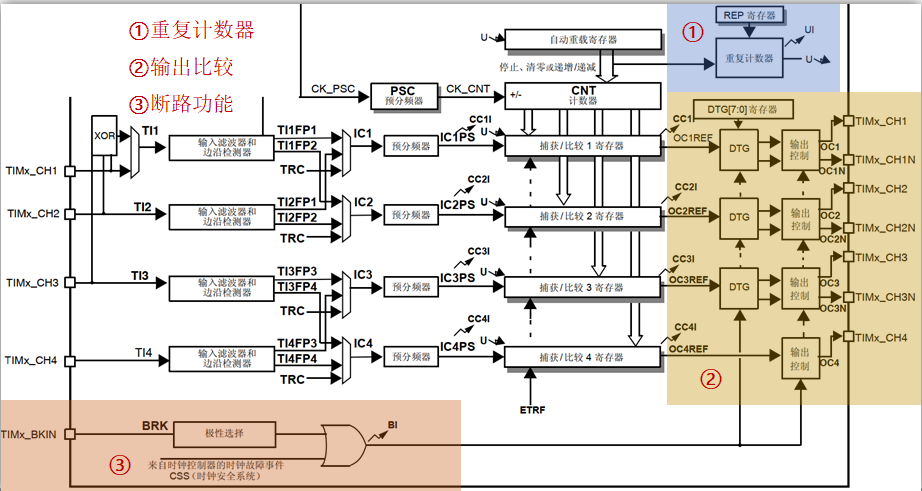 ①重复计数器
②输出比较
③断路功能
REP 寄存器
①
UI
U
自动重载寄存器
重复计数器
U
停止、清零或递增/递减
CK_PSC
PSC
预分频器
CK_CNT
+/-
CNT
计数器
DTG[7:0]寄存器
XOR
TI1
输入滤波器和
边沿检测器
TI1FP1
TI1FP2
TRC
IC1
预分频器
CC1I
IC1PS
U
捕获/比较 1 寄存器
CC1I
OC1REF
DTG
输出
控制
OC1
OC1N
TIMx_CH1
TIMx_CH1N
TIMx_CH1
TIMx_CH2
TI2
输入滤波器和
边沿检测器
TI2FP1
TI2FP2
TRC
IC2
预分频器
CC2I
IC2PS
U
捕获/比较 2 寄存器
CC2I
OC2REF
DTG
输出
控制
OC2
OC2N
TIMx_CH2
TIMx_CH2N
TIMx_CH3
TI3
输入滤波器和
边沿检测器
TI3FP3
TI3FP4
TRC
IC3
预分频器
CC3I
IC3PS
U
捕获/比较 3 寄存器
CC3I
OC3REF
DTG
输出
控制
OC3
OC3N
TIMx_CH3
TIMx_CH3N
TIMx_CH4
TI4
输入滤波器和
边沿检测器
TI4FP3
TI4FP4
TRC
IC4
预分频器
CC4I
IC4PS
U
捕获/比较 4 寄存器
CC4I
OC4REF
输出
控制
OC4
TIMx_CH4
②
ETRF
TIMx_BKIN
BRK
极性选择
BI
③
来自时钟控制器的时钟故障事件
CSS（时钟安全系统）